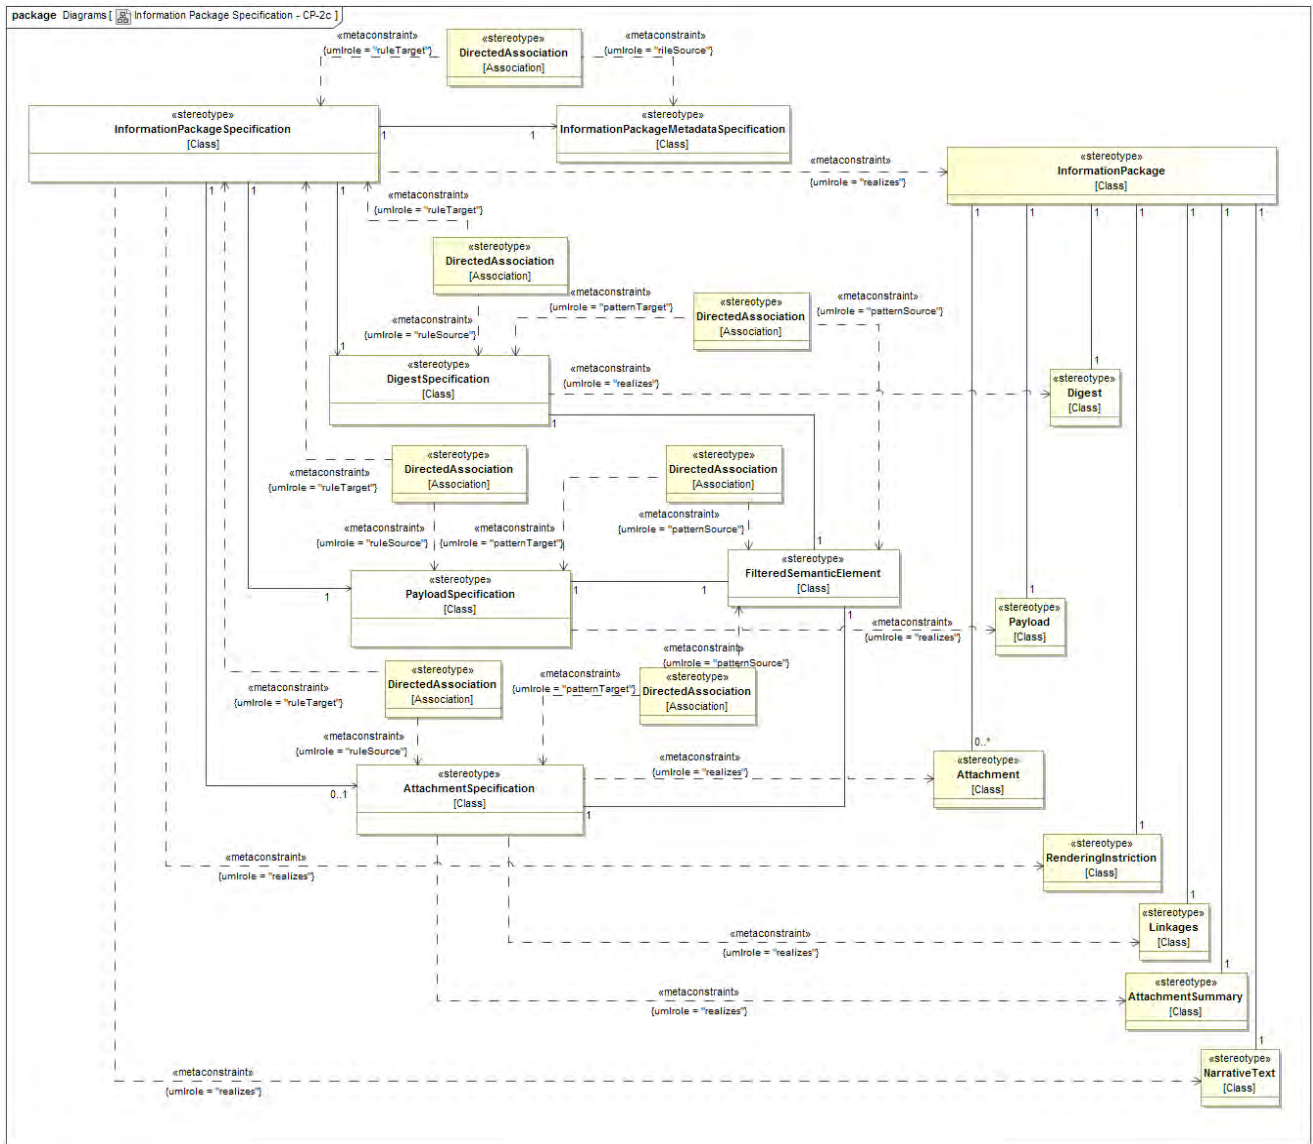 package Diagrams [ Information Package Specification - CP-2c ]
«metaconstraint»
{umlrole = "ruleTarget"}
«stereotype»
DirectedAssociation
[Association]
«metaconstraint»
{umlrole = "rileSource"}
«stereotype»
InformationPackageSpecification
[Class]
1
1
«stereotype»
InformationPackageMetadataSpecification
[Class]
«metaconstraint»
{umlrole = "realizes"}
«stereotype»
InformationPackage
[Class]
1
1
1
«metaconstraint»
{umlrole = "ruleTarget"}
1
1
1
1
1
1
1
«stereotype»
DirectedAssociation
[Association]
«metaconstraint»
{umlrole = "patternTarget"}
«stereotype»
DirectedAssociation
[Association]
«metaconstraint»
{umlrole = "patternSource"}
«metaconstraint»
{umlrole = "ruleSource"}
1
«stereotype»
DigestSpecification
[Class]
1
«metaconstraint»
{umlrole = "realizes"}
1
«stereotype»
Digest
[Class]
«metaconstraint»
{umlrole = "ruleTarget"}
«stereotype»
DirectedAssociation
[Association]
«stereotype»
DirectedAssociation
[Association]
«metaconstraint»
{umlrole = "ruleSource"}
«metaconstraint»
{umlrole = "patternTarget"}
«metaconstraint»
{umlrole = "patternSource"}
1
«stereotype»
FilteredSemanticElement
[Class]
1
1
«stereotype»
PayloadSpecification
[Class]
1
1
1
«stereotype»
Payload
[Class]
«metaconstraint»
{umlrole = "realizes"}
«metaconstraint»
{umlrole = "patternSource"}
«metaconstraint»
{umlrole = "ruleTarget"}
«stereotype»
DirectedAssociation
[Association]
«metaconstraint»
{umlrole = "patternTarget"}
«stereotype»
DirectedAssociation
[Association]
«metaconstraint»
{umlrole = "ruleSource"}
0..1
«stereotype»
AttachmentSpecification
[Class]
1
«metaconstraint»
{umlrole = "realizes"}
0..*
«stereotype»
Attachment
[Class]
1
«stereotype»
RenderingInstriction
[Class]
«metaconstraint»
{umlrole = "realizes"}
1
«stereotype»
Linkages
[Class]
«metaconstraint»
{umlrole = "realizes"}
1
«stereotype»
AttachmentSummary
[Class]
«metaconstraint»
{umlrole = "realizes"}
1
«stereotype»
NarrativeText
[Class]
«metaconstraint»
{umlrole = "realizes"}